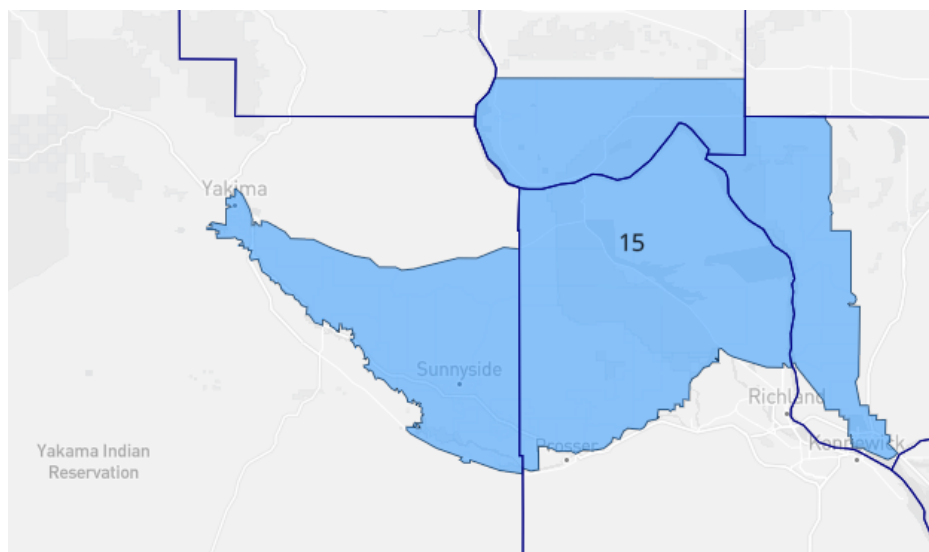 Yakima
15
Sunnyside
Richland
Prosser
Kennewick
Yakama Indian
Reservation